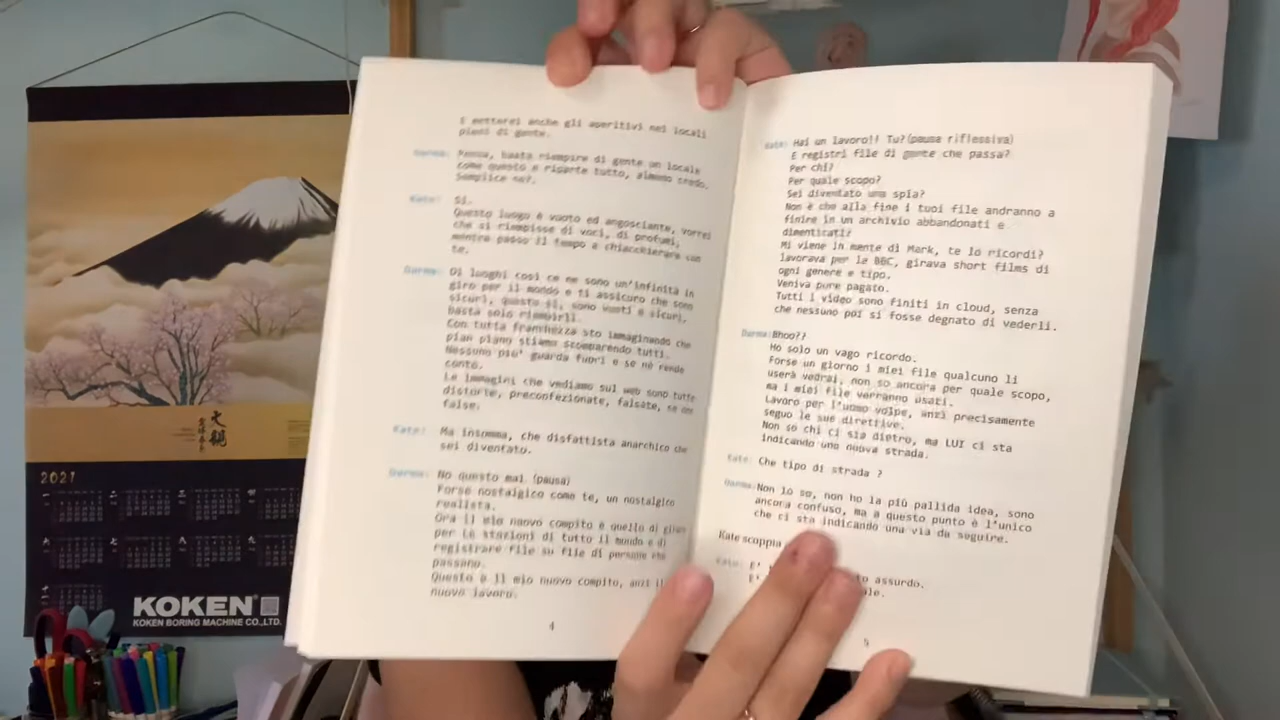 E metterei anche gli aperitivi nei locali
pieni di gente.
Darma: Pensa, basta riempire di gente un locale
come questo e riparte tutto, almeno credo.
Semplice no?.
Kate: Si.
Questo luogo è vuoto ed angosciante, vorrei
che si riempisse di voci, di profumi,
mentre passo il tempo a chiacchierare con
te.
Darma: Di luoghi così ce ne sono un'infinità in
giro per il mondo e ti assicuro che sono
sicuri, questo sì, sono vuoti e sicuri,
basta solo riempirli.
Con tutta franchezza sto immaginando che
pian piano stiamo scomparendo tutti.
Nessuno più' guarda fuori e se ne rende
conto.
Le immagini che vediamo sul web sono tutte
distorte, preconfezionate, falsate, se non
false.
Kate: Ma insomma, che disfattista anarchico che
sei diventato.
Darma: No questo mai (pausa)
Forse nostalgico come te, un nostalgico
realista.
Ora il mio nuovo compito è quello di
per le stazioni di tutto il mondo e di
registrare file su file di persone che
passano.
Questo è il mio nuovo compito, anzi il
nuovo lavoro.
4
Kate: Hai un lavoro!! Tu?(pausa riflessiva)
E registri file di gente che passa?
Per chi?
Per quale scopo?
Sei diventato una spia?
Non è che alla fine i tuoi file andranno a
finire in un archivio abbandonati e
dimenticati?
Mi viene in mente di Mark, te lo ricordi?
lavorava per la BBC, girava short films di
ogni genere e tipo.
Veniva pure pagato.
Tutti i video sono finiti in cloud, senza
che nessuno poi si fosse degnato di vederli.
Darma: Bhoo??
Ho solo un vago ricordo.
Forse un giorno i miei file qualcuno li
userà vedrai, non so ancora per quale scopo,
ma i miei file verranno usati.
Lavoro per l'uomo volpe, anzi precisamente
seguo le sue direttive.
Non so chi ci sia dietro, ma LUI ci sta
indicando una nuova strada.
Kate: Che tipo di strada ?
Darma: Non lo so, non ho la più pallida idea, sono
ancora confuso, ma a questo punto è l'unico
che ci sta indicando una via da seguire.
Kate scoppia
Kate: E'
assurdo.
E'
5
2021
KOKEN
KOKEN BORING MACHINE CO.,LTD.
大観